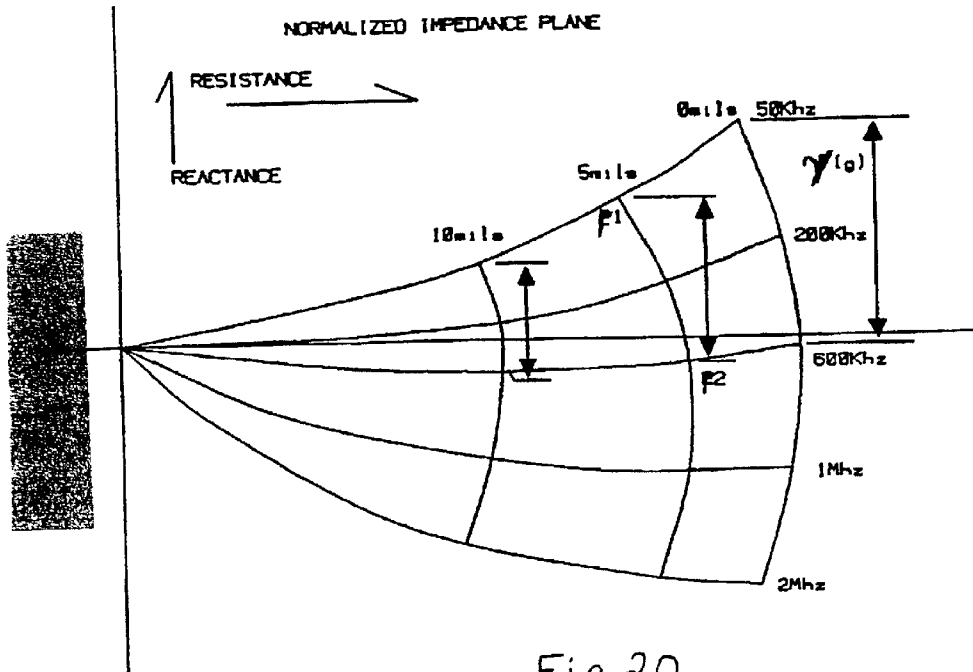 NORMALIZED IMPEDANCE PLANE
RESISTANCE
REACTANCE
0mils 50Khz
5mils
(g)
F1
10mils
200Khz
600Khz
F2
1Mhz
2Mhz
Fig 20